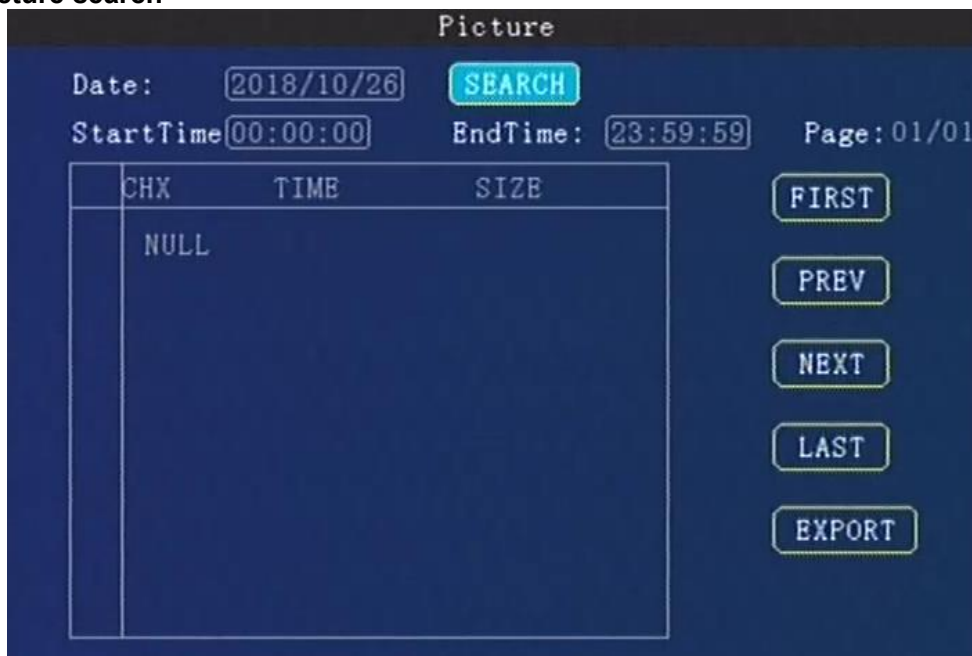 Picture
Date: 2018/10/26 SEARCH
StartTime 00:00:00 EndTime: 23:59:59 Page: 01/01
CHX TIME SIZE
FIRST
NULL
PREV
NEXT
LAST
EXPORT